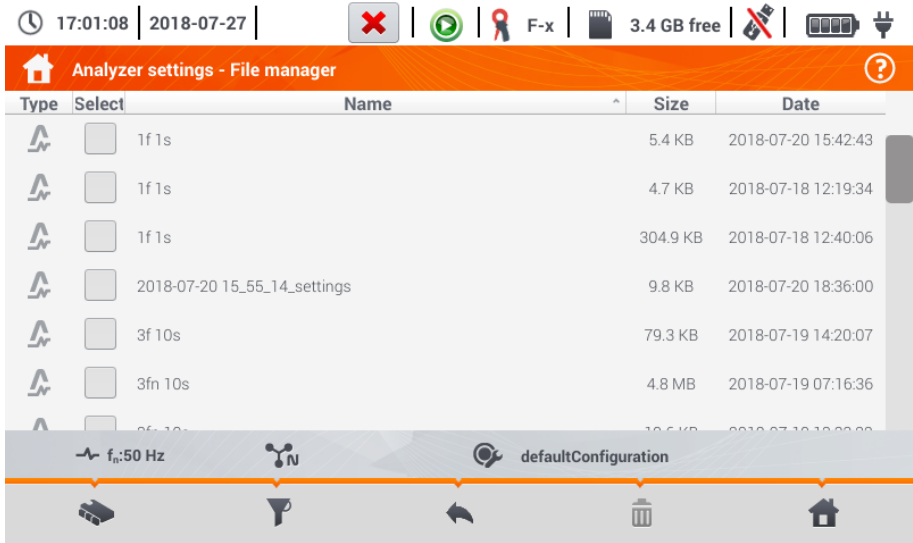 17:01:08 2018-07-27 F-x 3.4 GB free
Analyzer settings - File manager ?
Type Select Name Size Date
1f 1s 5.4 KB 2018-07-20 15:42:43
1f 1s 4.7 KB 2018-07-18 12:19:34
1f 1s 304.9 KB 2018-07-18 12:40:06
2018-07-20 15_55_14_settings 9.8 KB 2018-07-20 18:36:00
3f 10s 79.3 KB 2018-07-19 14:20:07
3fn 10s 4.8 MB 2018-07-19 07:16:36
fn:50 Hz N defaultConfiguration